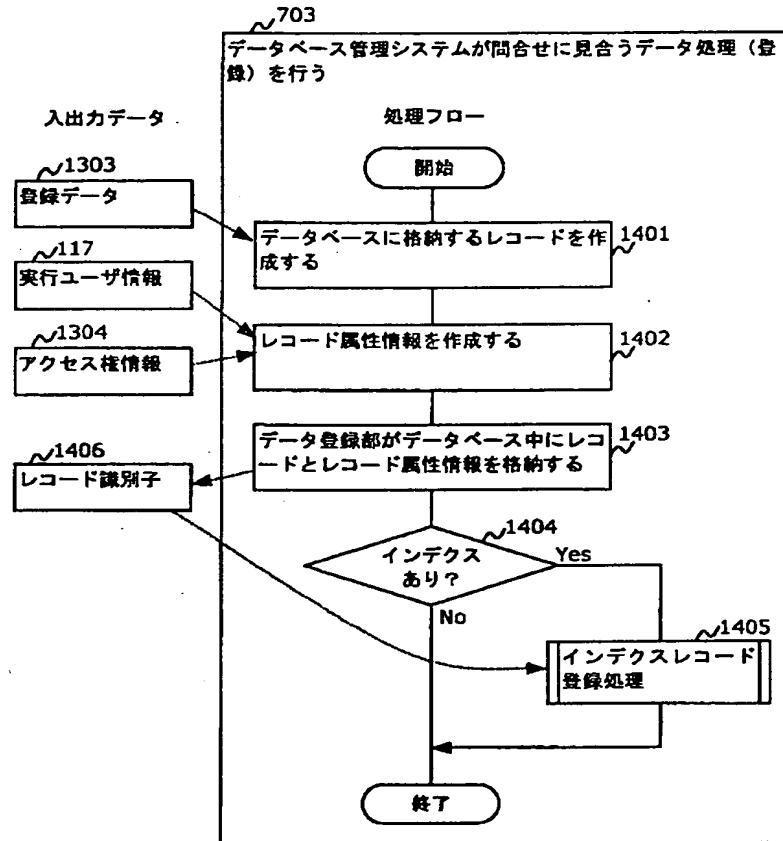 703
データベース管理システムが問合せに見合うデータ処理（登
録）を行う
入出力データ
処理フロー
開始
1303
登録データ
データベースに格納するレコードを作
成する
1401
117
実行ユーザ情報
レコード属性情報を作成する
1402
1304
アクセス権情報
データ登録部がデータベース中にレコ
ードとレコード属性情報を格納する
1403
1406
レコード識別子
1404
インデクス
あり？
Yes
No
1405
インデクスレコード
登録処理
終了